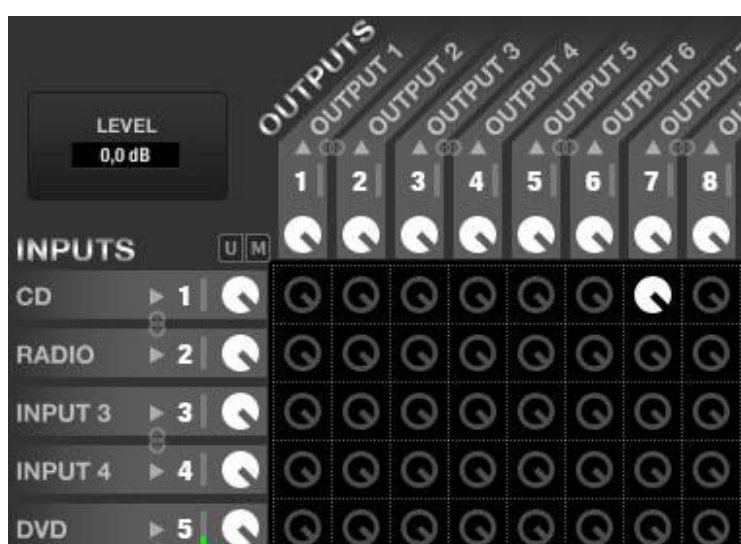 OUTPUTS
OUTPUT 1
OUTPUT 2
OUTPUT 3
OUTPUT 4
OUTPUT 5
OUTPUT 6
LEVEL
0,0 dB
1 2 3 4 5 6 7 8
INPUTS U M
CD 1
RADIO 2
INPUT 3 3
INPUT 4 4
DVD 5